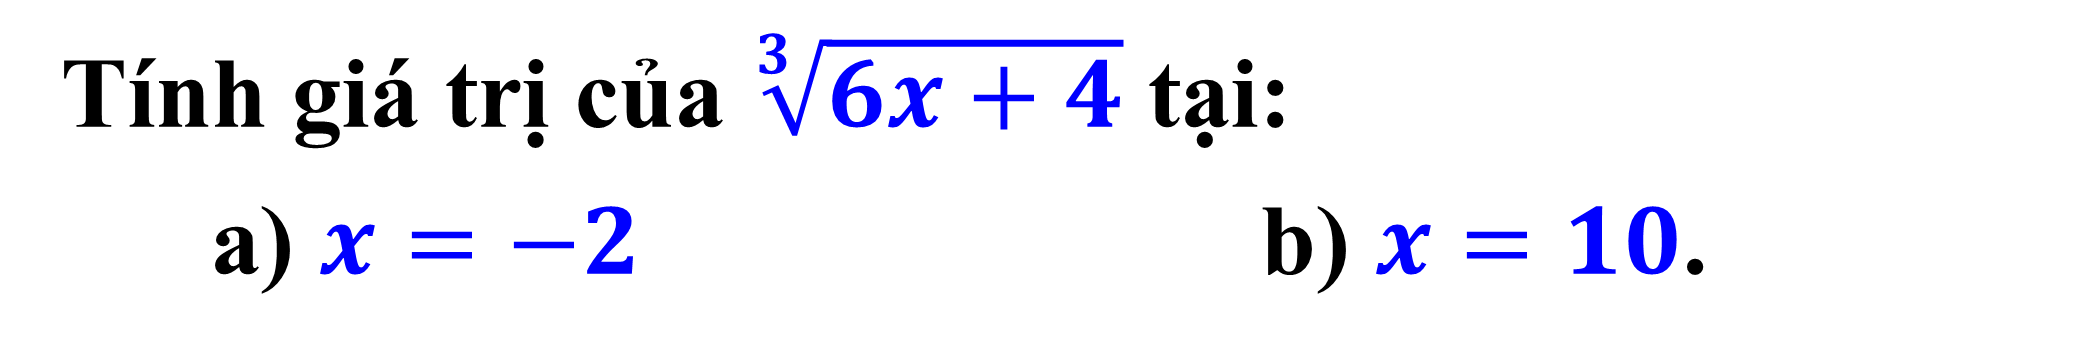 Tính giá trị của ∛(6x + 4) tại:
a) x = −2 b) x = 10.